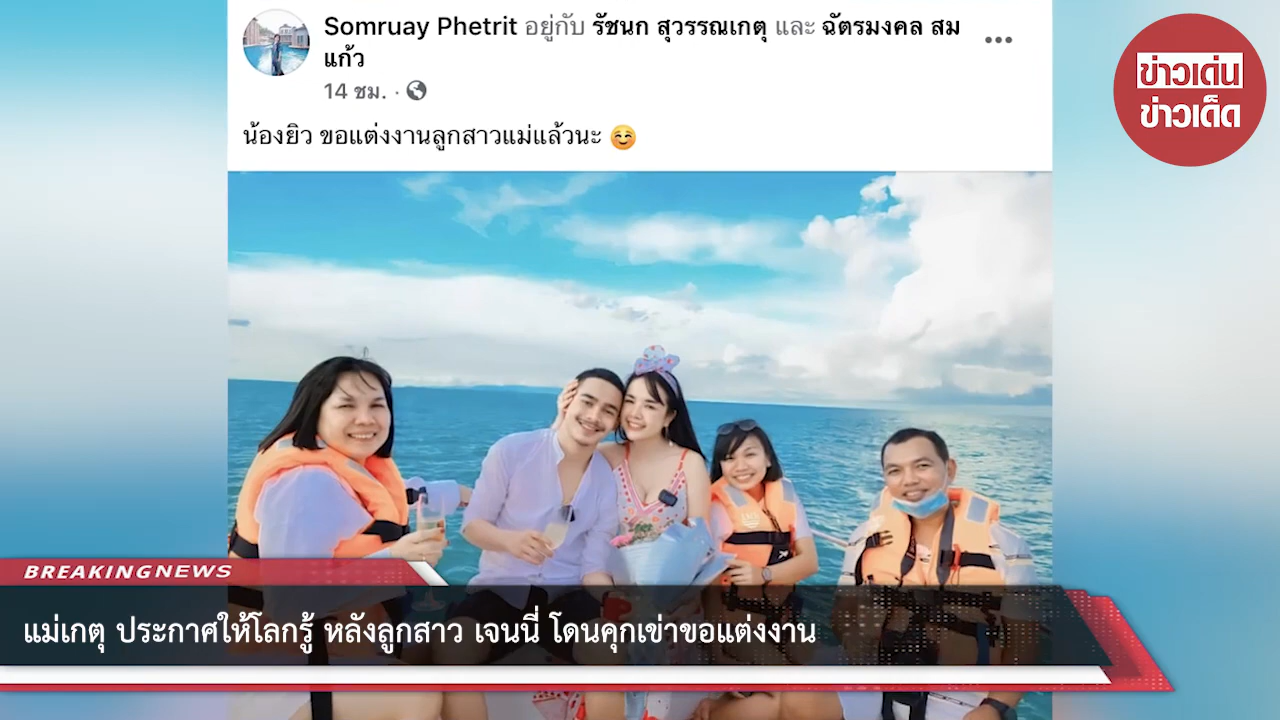 Somruay Phetrit อยู่กับ รัชนก สุวรรณเกตุ และ ฉัตรมงคล สม
แก้ว
14 ชม. ·
น้องยิว ขอแต่งงานลูกสาวแม่แล้วนะ ☺️
ข่าวเด่น
ข่าวเด็ด
BREAKINGNEWS
แม่เกตุ ประกาศให้โลกรู้ หลังลูกสาว เจนนี่ โดนคุกเข่าขอแต่งงาน